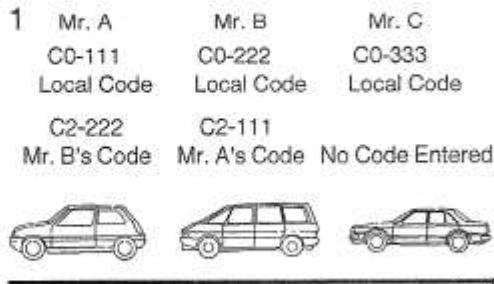 1 Mr. A Mr. B Mr. C
C0-111 C0-222 C0-333
Local Code Local Code Local Code
C2-222 C2-111
Mr. B's Code Mr. A's Code No Code Entered